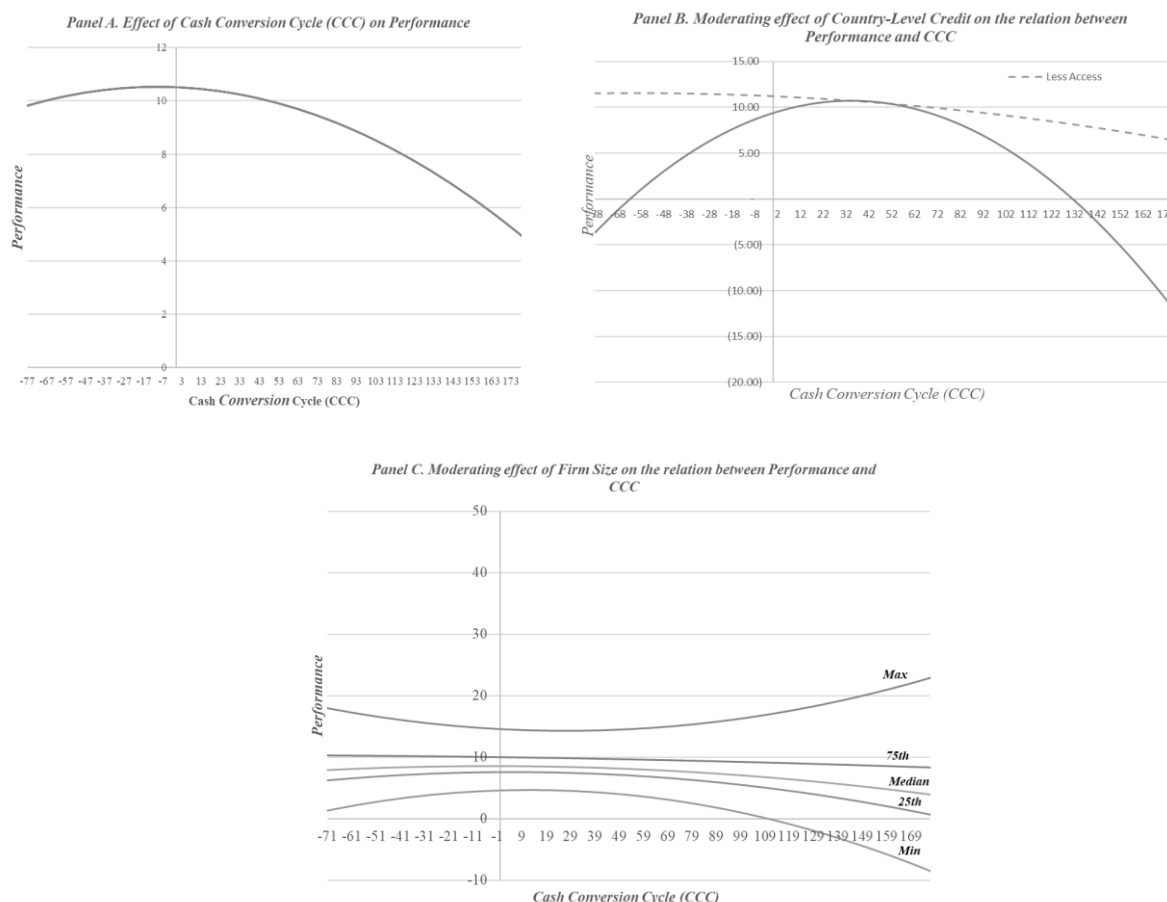 Panel A. Effect of Cash Conversion Cycle (CCC) on Performance
12
10
8
6
4
2
0
Performance
-77 -67 -57 -47 -37 -27 -17 -7 3 13 23 33 43 53 63 73 83 93 103 113 123 133 143 153 163 173
Cash Conversion Cycle (CCC)
Panel B. Moderating effect of Country-Level Credit on the relation between
Performance and CCC
15.00
10.00
5.00
-
(5.00)
(10.00)
(15.00)
(20.00)
Less Access
Performance
-68 -58 -48 -38 -28 -18 -8 2 12 22 32 42 52 62 72 82 92 102 112 122 132 142 152 162
Cash Conversion Cycle (CCC)
Panel C. Moderating effect of Firm Size on the relation between Performance and
CCC
50
40
30
20
10
0
-10
Performance
Max
75th
Median
25th
Min
-71 -61 -51 -41 -31 -21 -11 -1 9 19 29 39 49 59 69 79 89 99 109 119 129 139 149 159 169
Cash Conversion Cycle (CCC)